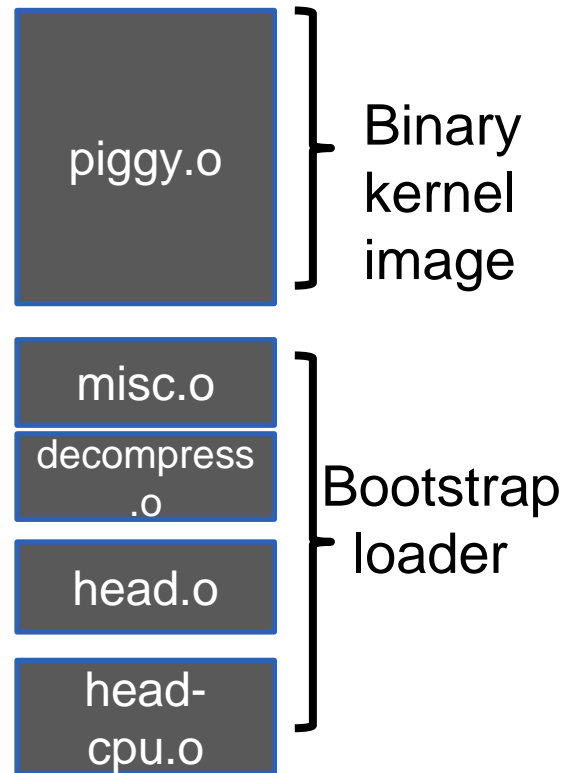 piggy.o
Binary
kernel
image
misc.o
decompress
.o
head.o
head-
cpu.o
Bootstrap
loader